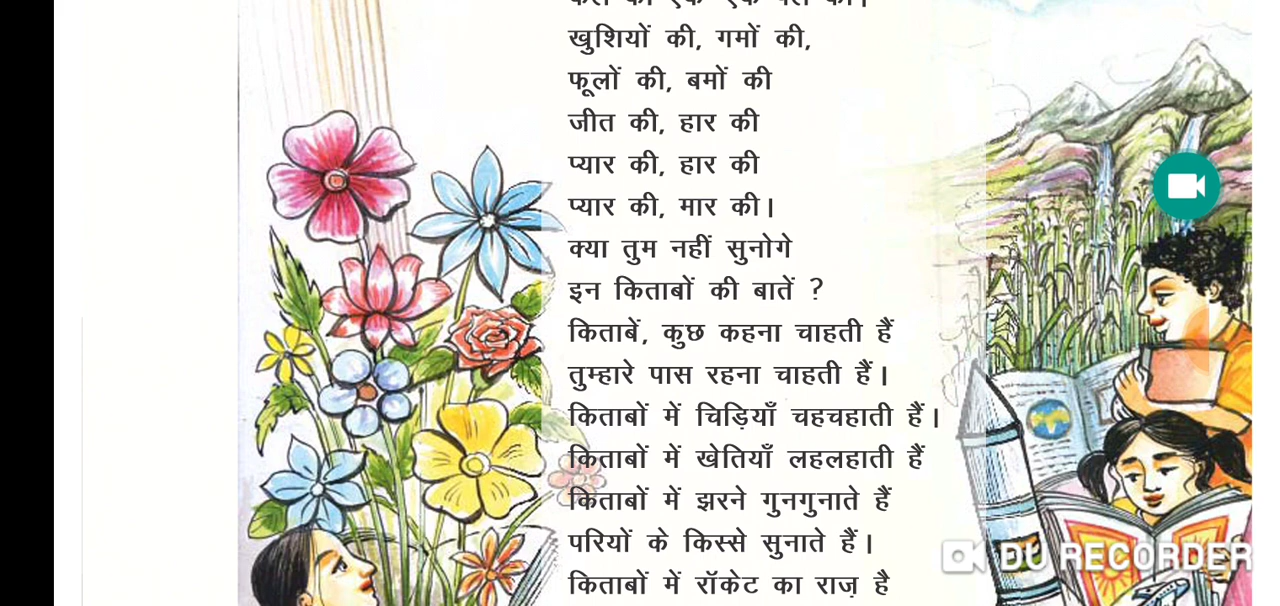 खुशियों की, गमों की,
फूलों की, बमों की
जीत की, हार की
प्यार की, हार की
प्यार की, मार की।
क्या तुम नहीं सुनोगे
इन किताबों की बातें ?
किताबें, कुछ कहना चाहती हैं
तुम्हारे पास रहना चाहती हैं।
किताबों में चिड़ियाँ चहचहाती हैं।
किताबों में खेतियाँ लहलहाती हैं
किताबों में झरने गुनगुनाते हैं
परियों के किस्से सुनाते हैं।
किताबों में रॉकेट का राज़ है
DU RECORDER